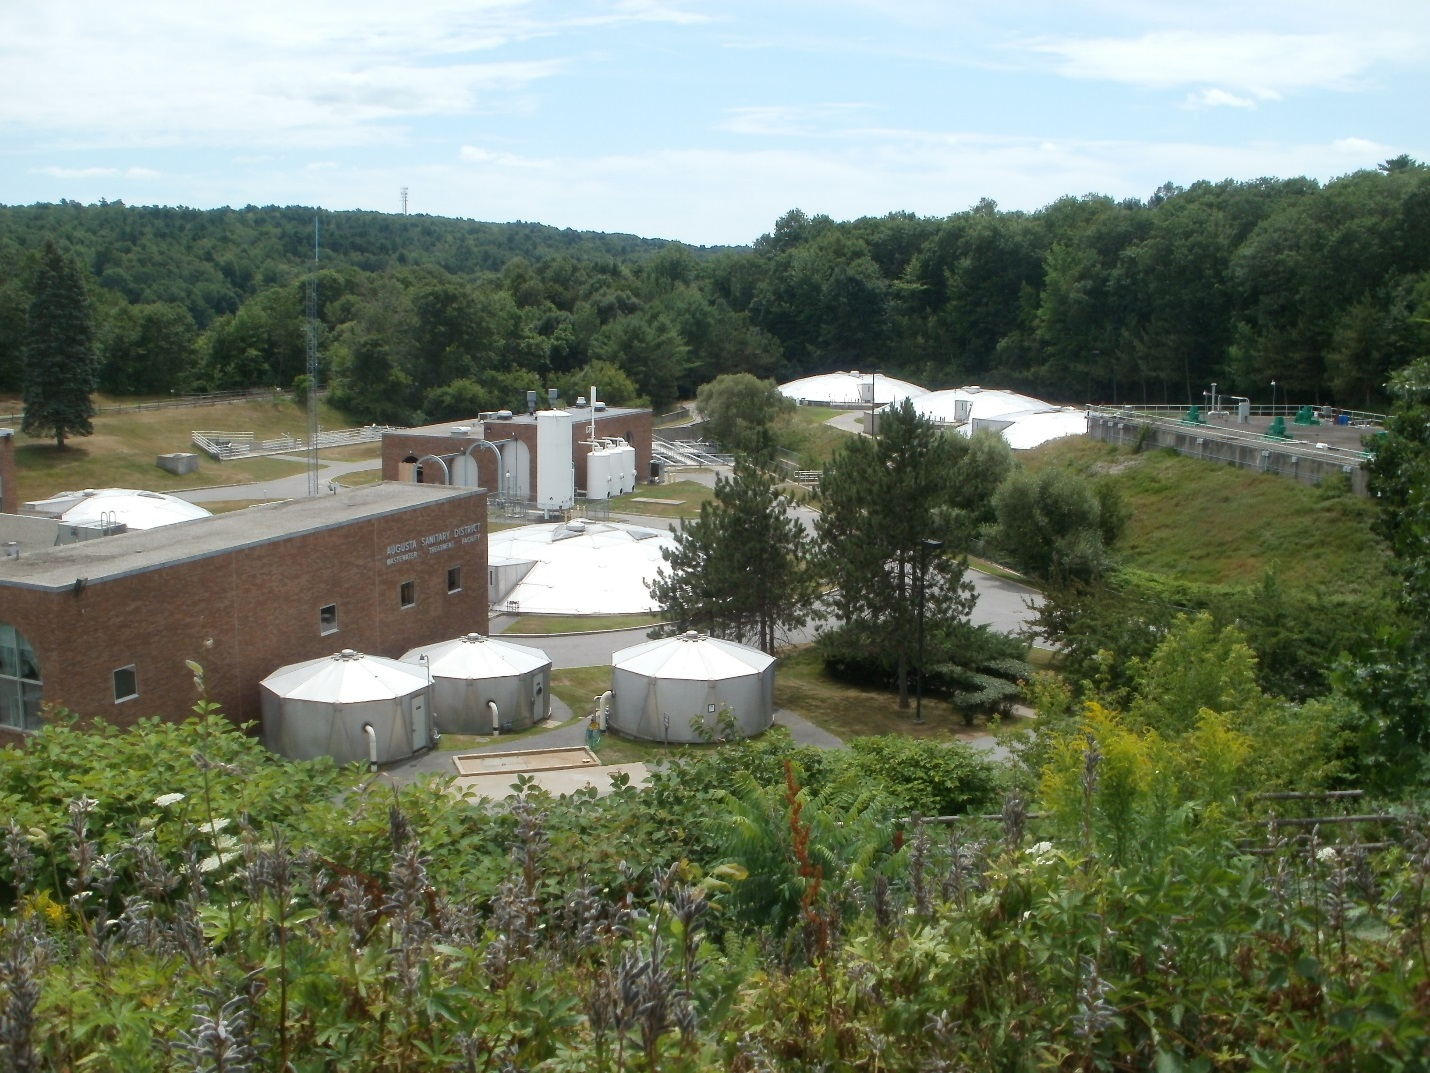 AUGUSTA SANITARY DISTRICT
WASTEWATER TREATMENT FACILITY